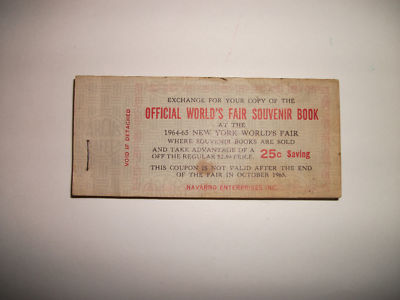 EXCHANGE FOR YOUR COPY OF THE
OFFICIAL WORLD'S FAIR SOUVENIR BOOK
AT THE
1964-65 NEW YORK WORLD'S FAIR
WHERE SOUVENIR BOOKS ARE SOLD
AND TAKE ADVANTAGE OF A
OFF THE REGULAR PRICE. 25c Saving
THIS COUPON IS NOT VALID AFTER THE END
OF THE FAIR IN OCTOBER 1965.
NAVARRO ENTERPRISES INC.
VOID IF DETACHED